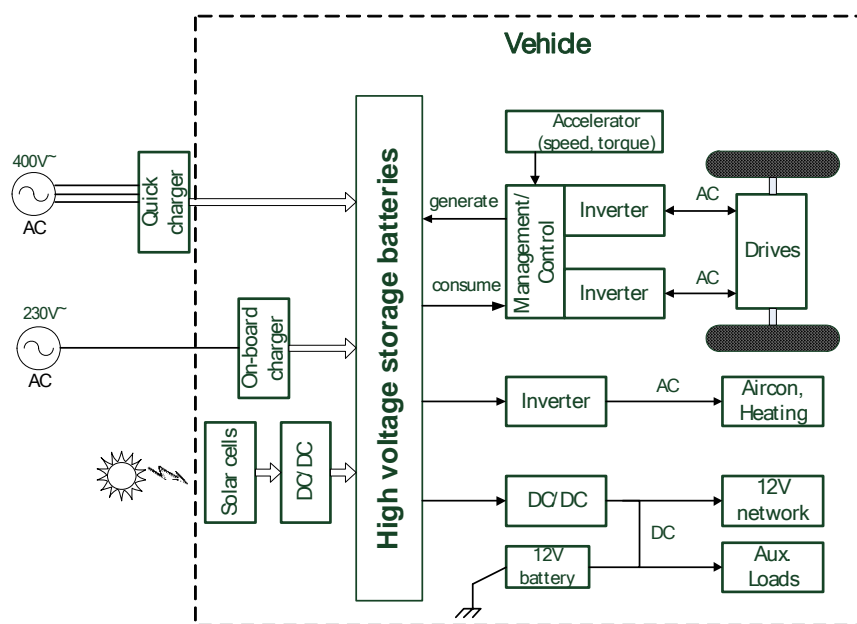 Vehicle
400V~
AC
Quick
charger
230V~
AC
On-board
charger
Solar cells
DC/DC
High voltage storage batteries
Accelerator
(speed, torque)
generate
consume
Management/
Control
Inverter
Inverter
AC
AC
Drives
Inverter
AC
Aircon,
Heating
DC/DC
DC
12V
network
12V
battery
Aux.
Loads